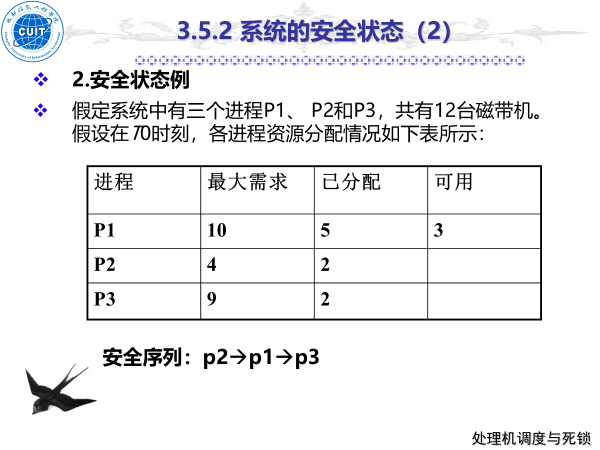 3.5.2 系统的安全状态（2）
CUIT
2.安全状态例
假定系统中有三个进程P1、 P2和P3，共有12台磁带机。
假设在T0时刻，各进程资源分配情况如下表所示：
进程 最大需求 已分配 可用
P1 10 5 3
P2 4 2
P3 9 2
安全序列：p2→p1→p3
处理机调度与死锁